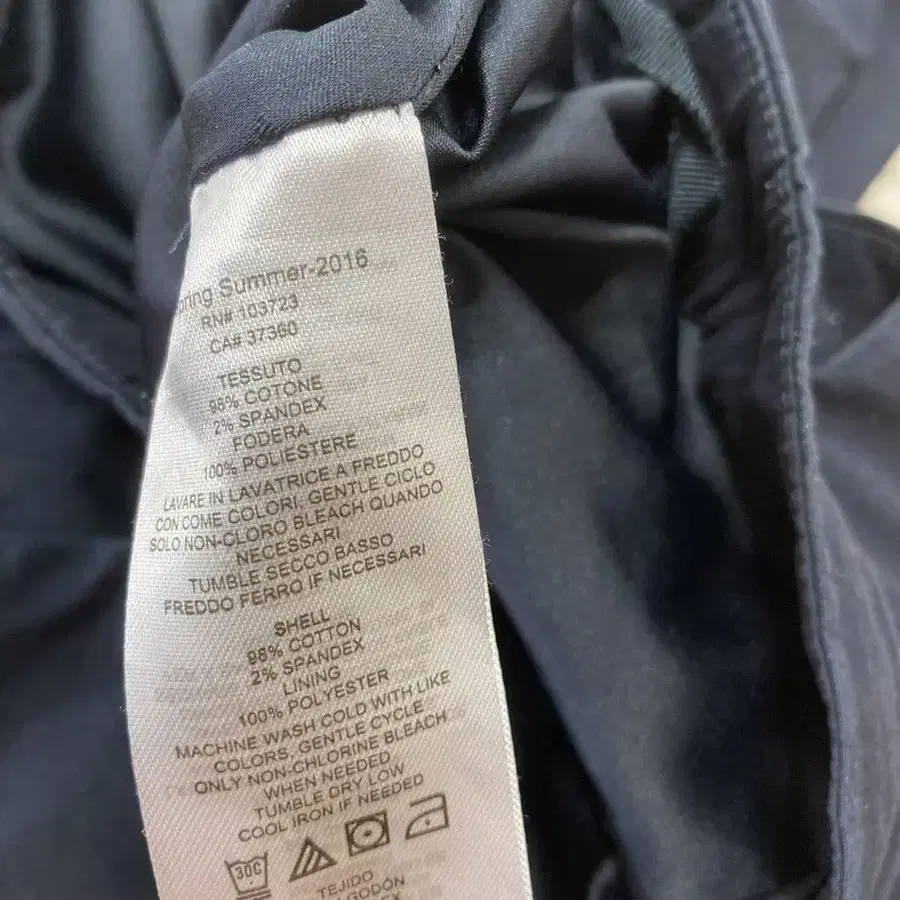 Spring Summer-2016
RN# 103723
CA# 37360
TESSUTO
98% COTONE
2% SPANDEX
FODERA
100% POLIESTERE
LAVARE IN LAVATRICE A FREDDO
CON COME COLORI, GENTLE CICLO
SOLO NON-CLORO BLEACH QUANDO
NECESSARI
TUMBLE SECCO BASSO
FREDDO FERRO IF NECESSARI
SHELL
98% COTTON
2% SPANDEX
LINING
100% POLYESTER
MACHINE WASH COLD WITH LIKE
COLORS, GENTLE CYCLE
ONLY NON-CHLORINE BLEACH
WHEN NEEDED
TUMBLE DRY LOW
COOL IRON IF NEEDED
30C
TEJIDO